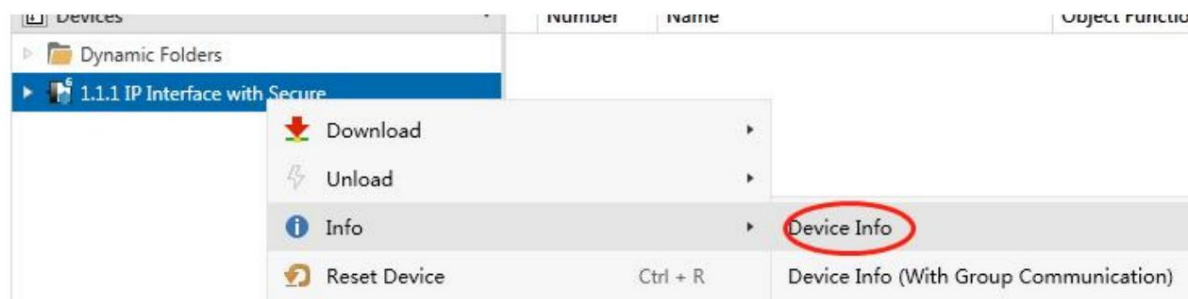 Devices Number Name Object Functio
Dynamic Folders
1.1.1 IP Interface with Secure
Download
Unload
Info Device Info
Reset Device Ctrl + R Device Info (With Group Communication)